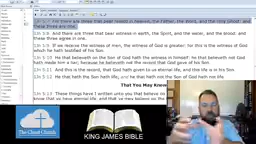 1Jn 5:7 For there are three that bear record in heaven, the Father, the Word, and the Holy Ghost: and these three are one.
1Jn 5:8 And there are three that bear witness in earth, the Spirit, and the water, and the blood: and these three agree in one.
1Jn 5:9 If we receive the witness of men, the witness of God is greater: for this is the witness of God which he hath testified of his Son.
1Jn 5:10 He that believeth on the Son of God hath the witness in himself: he that believeth not God hath made him a liar; because he believeth not the record that God gave of his Son.
1Jn 5:11 And this is the record, that God hath given to us eternal life, and this life is in his Son.
1Jn 5:12 He that hath the Son hath life; and he that hath not the Son of God hath not life.
That You May Know
1Jn 5:13 These things have I written unto you that believe on
know that ye have eternal life, and that ye may believe on the
The Cloud Church
KING JAMES BIBLE